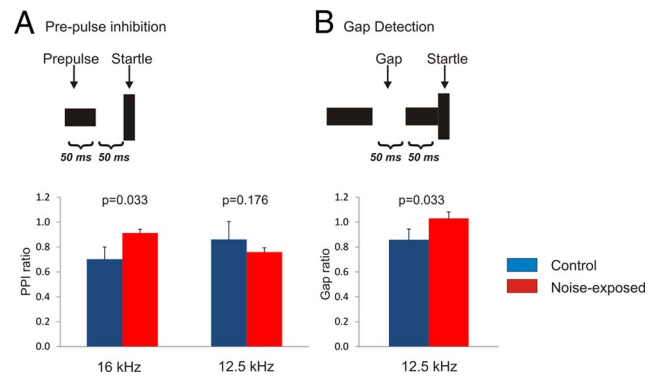 A Pre-pulse inhibition
Prepulse Startle
50 ms 50 ms
p=0.033 p=0.176
PPI ratio
1.2
1.0
0.8
0.6
0.4
0.2
0.0
16 kHz 12.5 kHz
B Gap Detection
Gap Startle
50 ms 50 ms
p=0.033
Gap ratio
1.2
1.0
0.8
0.6
0.4
0.2
0.0
12.5 kHz
Control
Noise-exposed